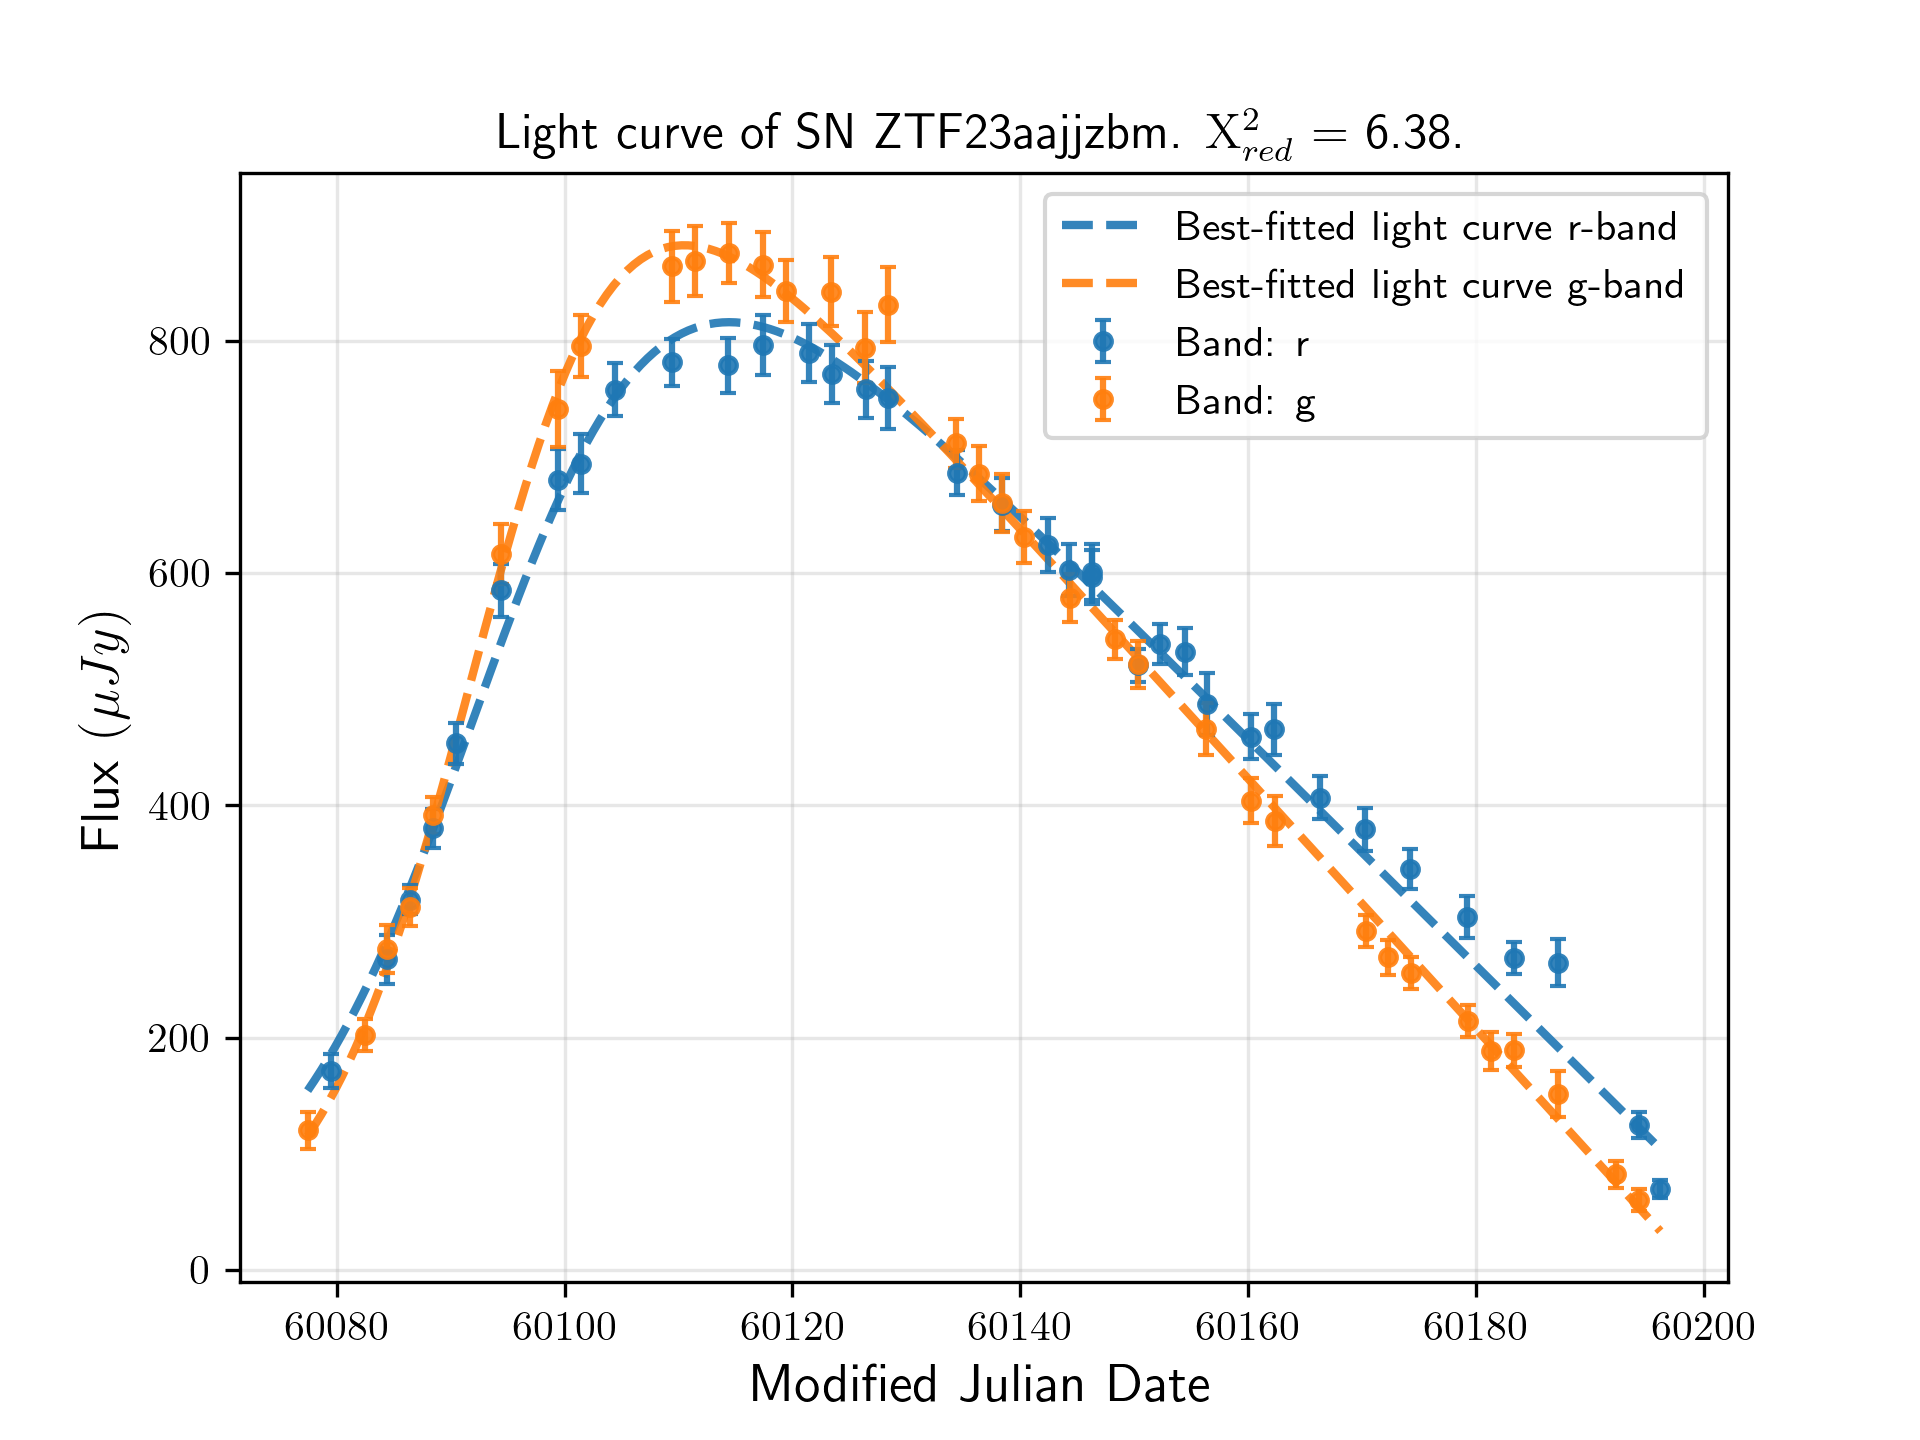 Light curve of SN ZTF23aajjzbm. X²red = 6.38.
Best-fitted light curve r-band
Best-fitted light curve g-band
Band: r
Band: g
Flux (μJy)
800
600
400
200
0
60080 60100 60120 60140 60160 60180 60200
Modified Julian Date